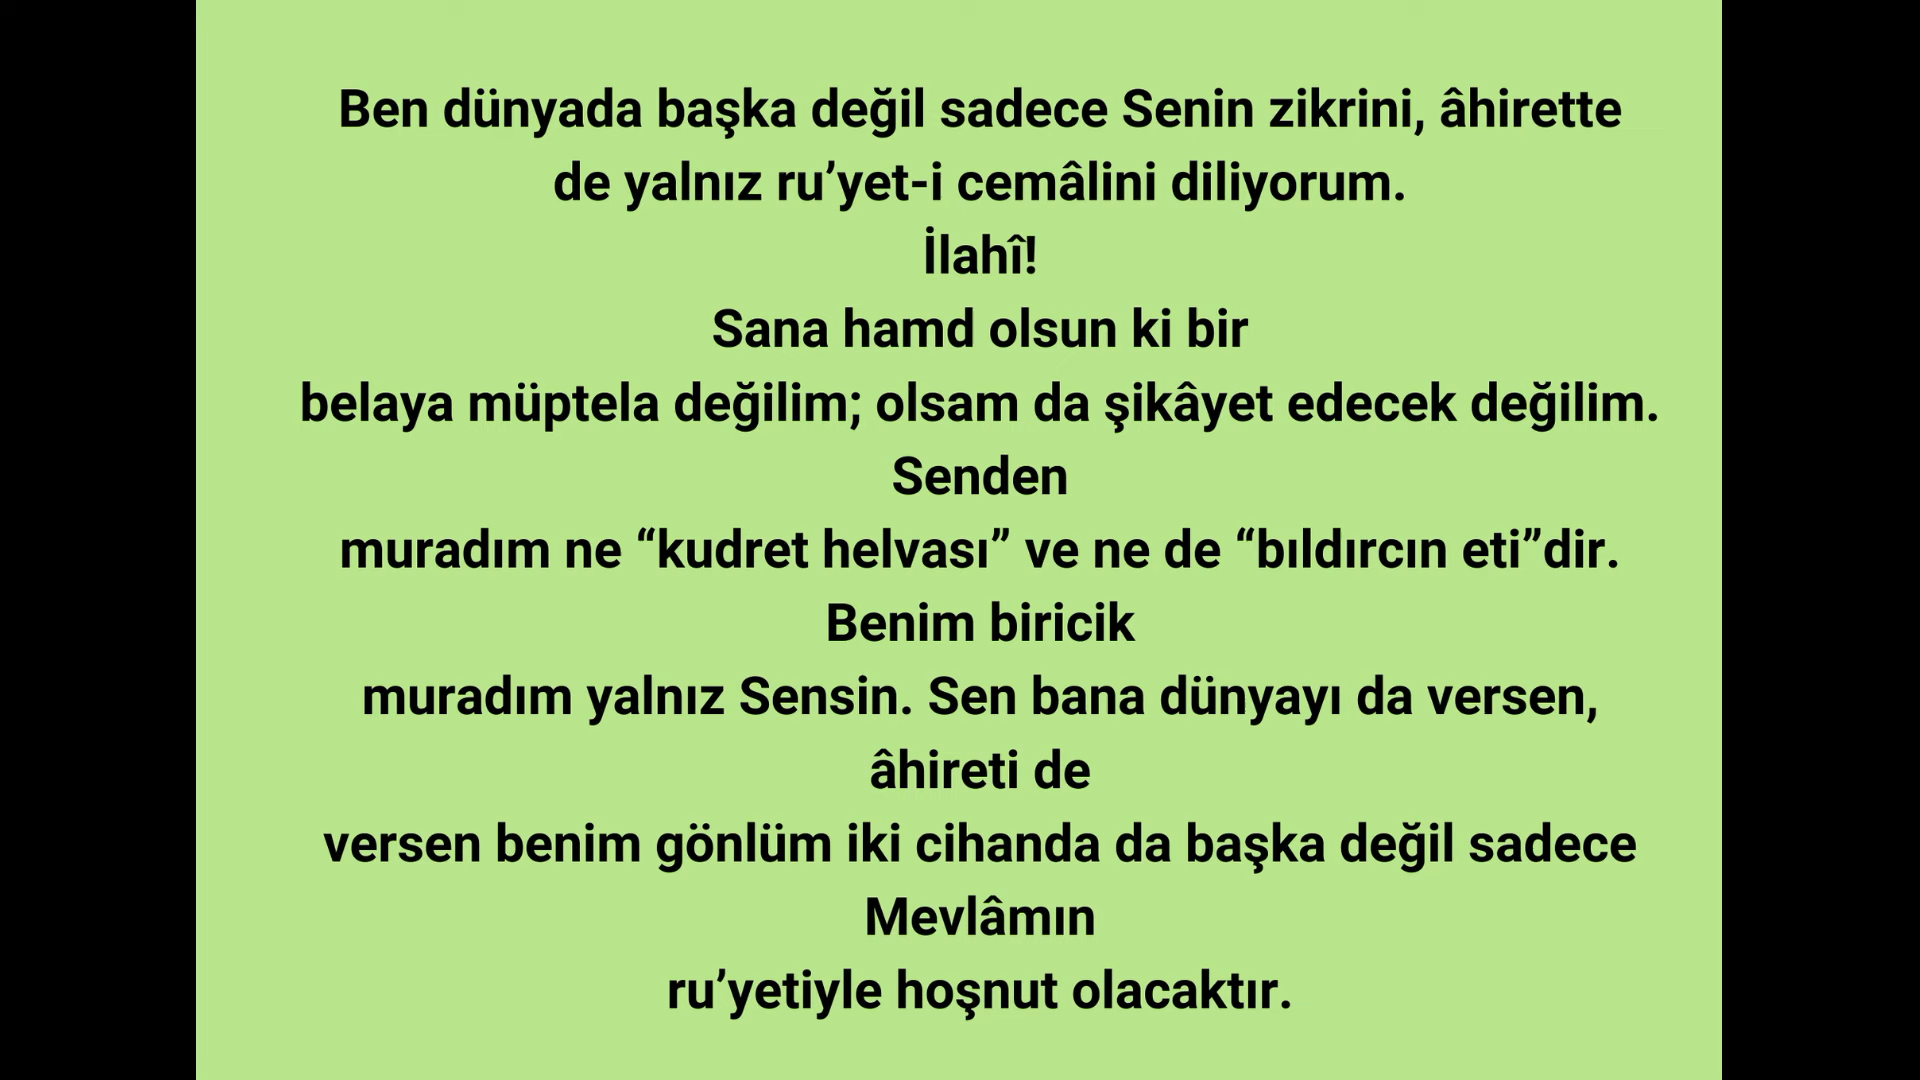 Ben dünyada başka değil sadece Senin zikrini, âhirette
de yalnız ru’yet-i cemâlini diliyorum.
İlahî!
Sana hamd olsun ki bir
belaya müptela değilim; olsam da şikâyet edecek değilim.
Senden
muradım ne “kudret helvası” ve ne de “bıldırcın eti”dir.
Benim biricik
muradım yalnız Sensin. Sen bana dünyayı da versen,
âhireti de
versen benim gönlüm iki cihanda da başka değil sadece
Mevlâmın
ru’yetiyle hoşnut olacaktır.